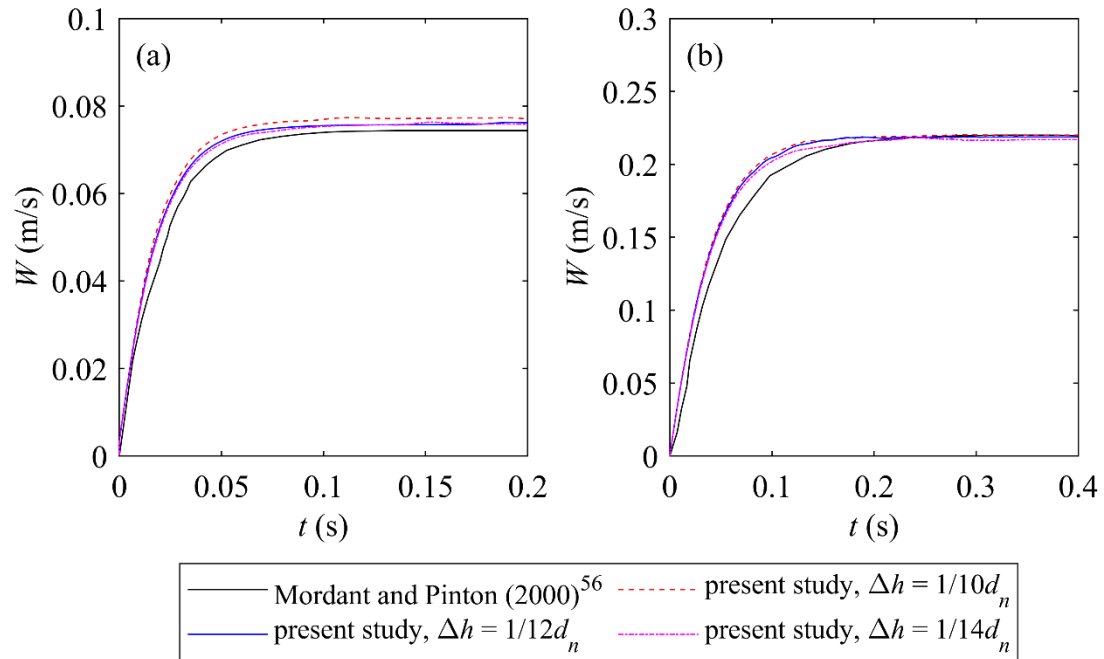 (a)
0.1
0.08
0.06
0.04
0.02
0
W (m/s)
0
0.05
0.1
0.15
0.2
t (s)
(b)
0.3
0.25
0.2
0.15
0.1
0.05
0
W (m/s)
0
0.1
0.2
0.3
0.4
t (s)
Mordant and Pinton (2000)⁵⁶
present study, Δh = 1/10dₙ
present study, Δh = 1/12dₙ
present study, Δh = 1/14dₙ